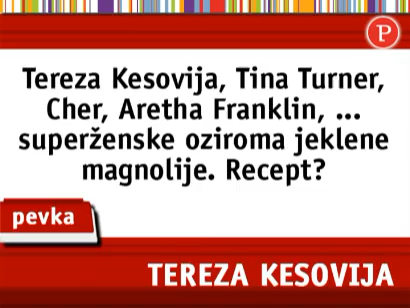 P
Tereza Kesovija, Tina Turner,
Cher, Aretha Franklin, ...
superženske oziroma jeklene
magnolije. Recept?
pevka
TEREZA KESOVIJA